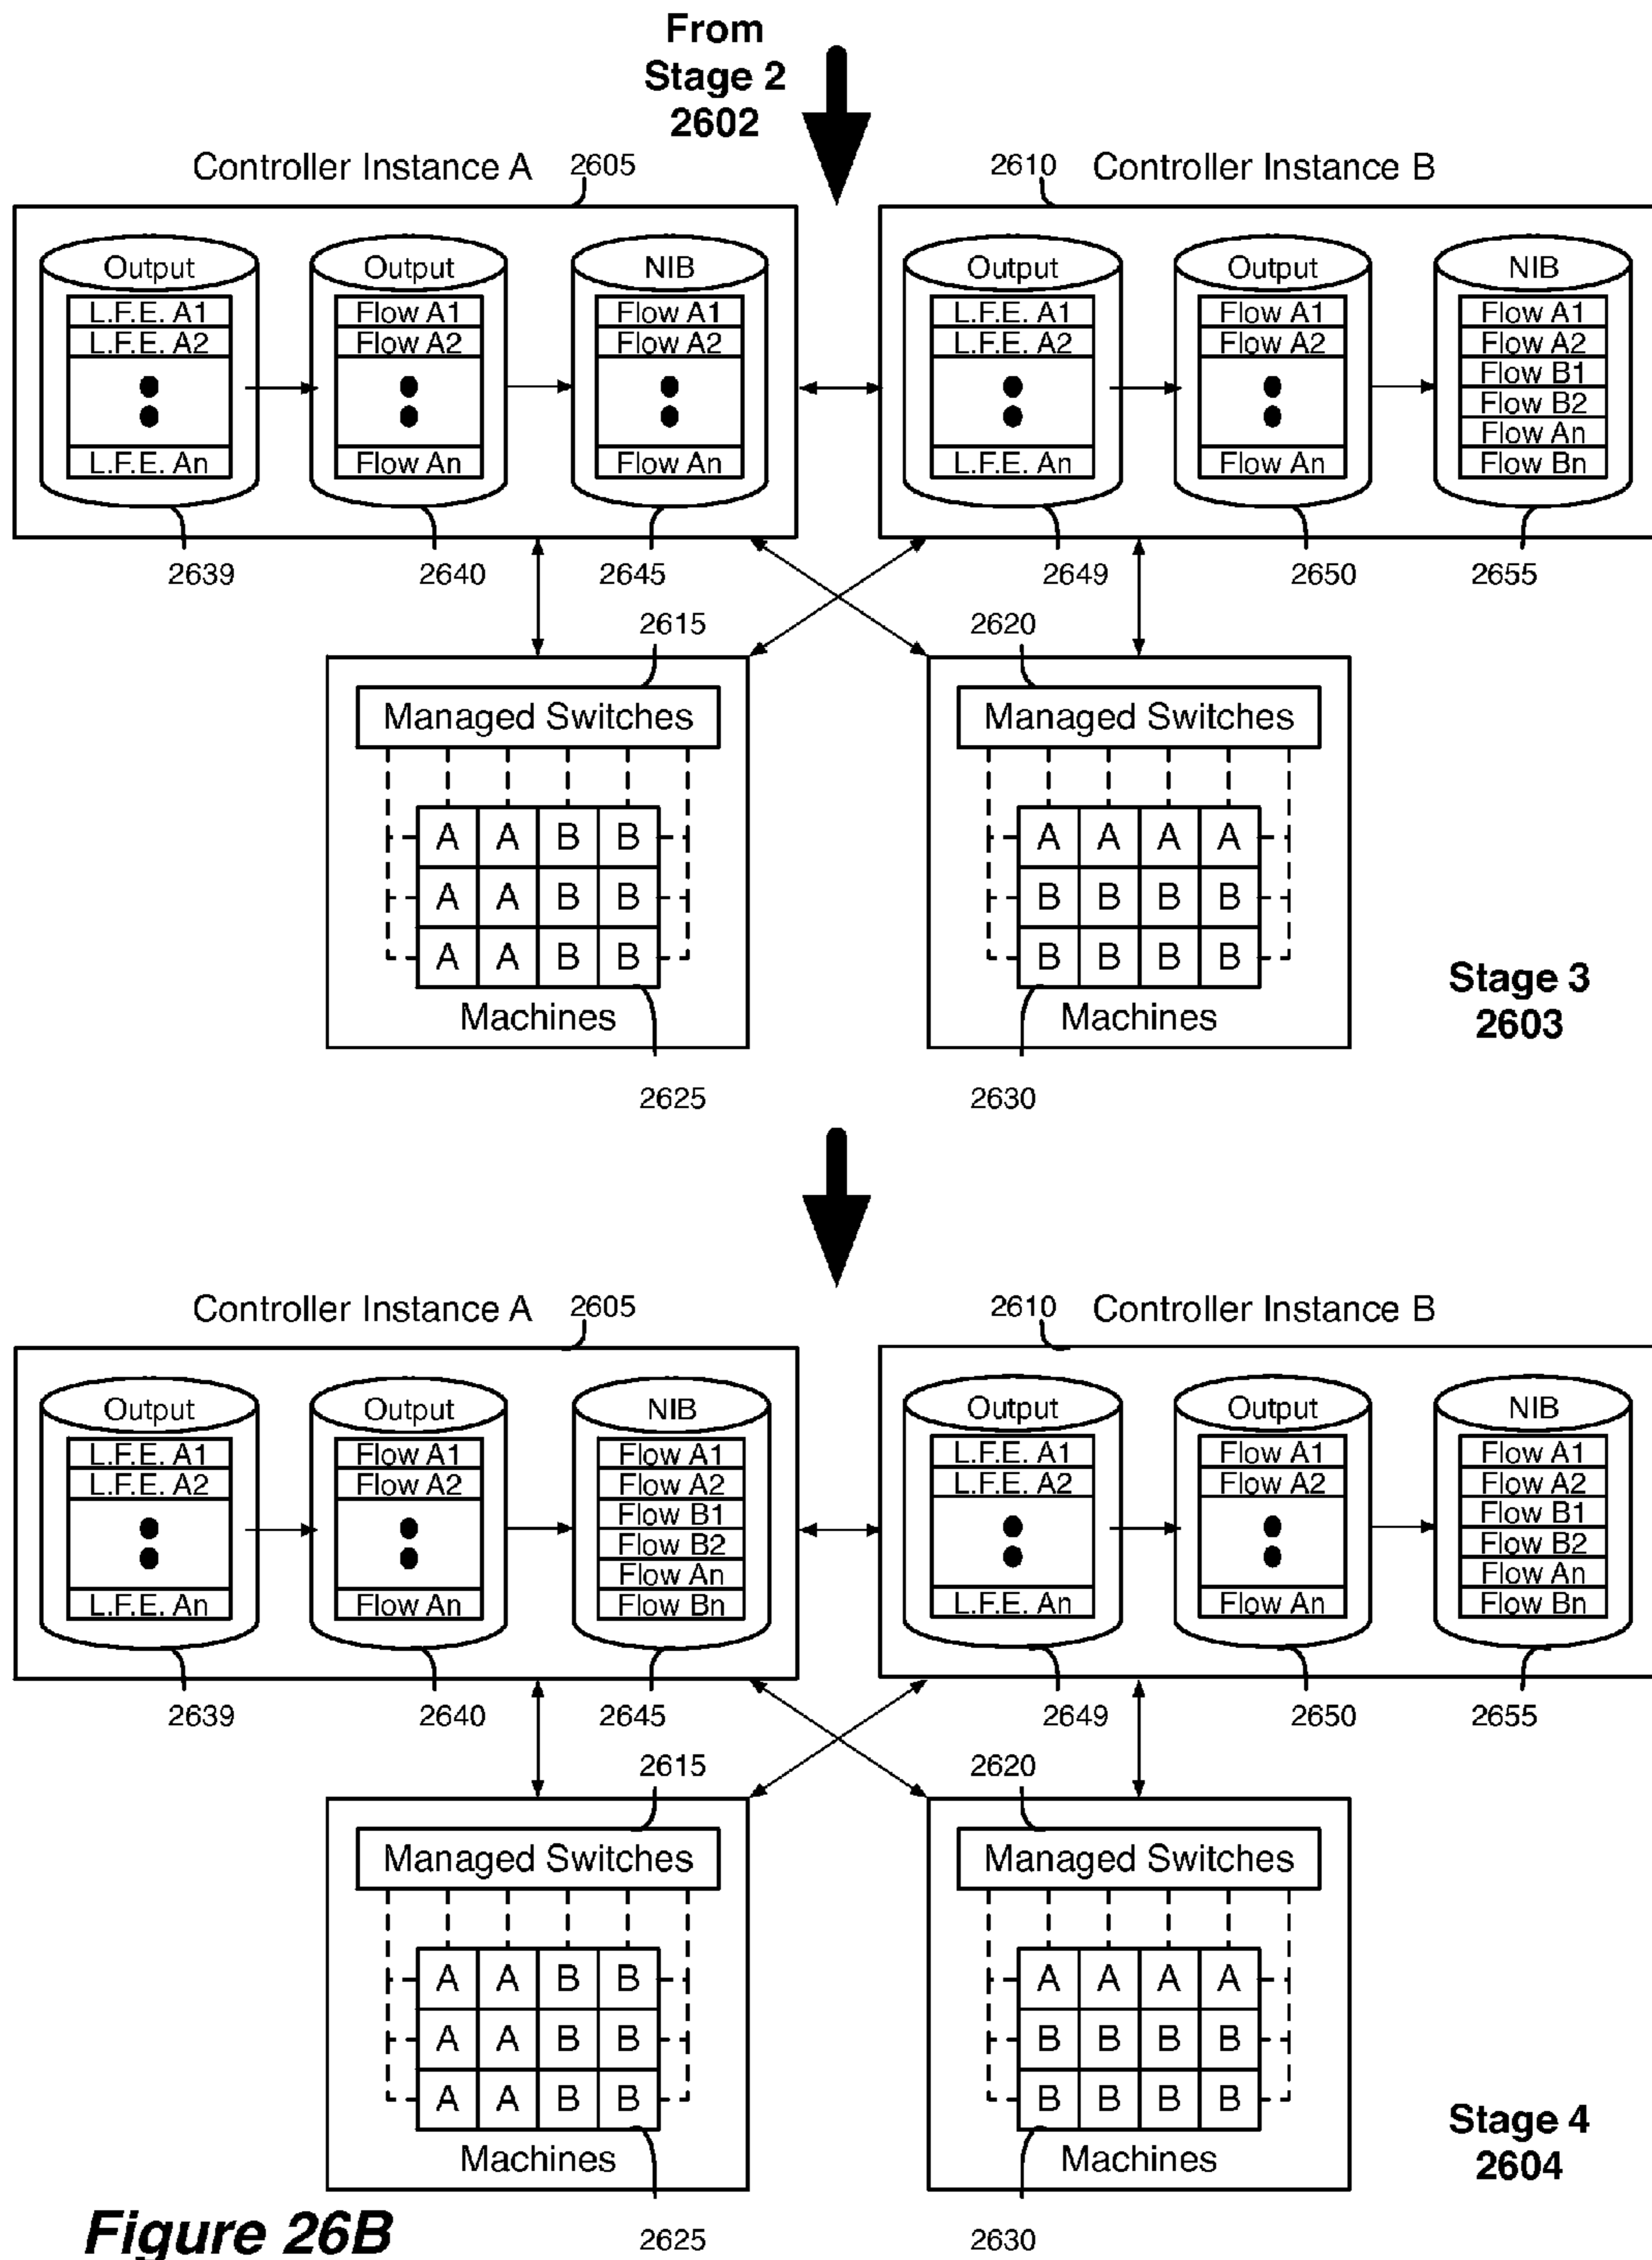 From
Stage 2
2602
Controller Instance A 2605
2610 Controller Instance B
Output Output NIB Output Output NIB
L.F.E. A1 Flow A1 Flow A1 L.F.E. A1 Flow A1 Flow A1
L.F.E. A2 Flow A2 Flow A2 L.F.E. A2 Flow A2 Flow A2
Flow B1
Flow B2
Flow An
L.F.E. An Flow An Flow An L.F.E. An Flow An Flow Bn
2639 2640 2645 2649 2650 2655
2615 2620
Managed Switches Managed Switches
A A B B A A A A
A A B B B B B B
A A B B B B B B
Machines Machines
Stage 3
2603
2625 2630
Controller Instance A 2605
2610 Controller Instance B
Output Output NIB Output Output NIB
L.F.E. A1 Flow A1 Flow A1 L.F.E. A1 Flow A1 Flow A1
L.F.E. A2 Flow A2 Flow A2 L.F.E. A2 Flow A2 Flow A2
Flow B1 Flow B1
Flow B2 Flow B2
Flow An Flow An
L.F.E. An Flow An Flow Bn L.F.E. An Flow An Flow Bn
2639 2640 2645 2649 2650 2655
2615 2620
Managed Switches Managed Switches
A A B B A A A A
A A B B B B B B
A A B B B B B B
Machines Machines
Stage 4
2604
Figure 26B
2625 2630